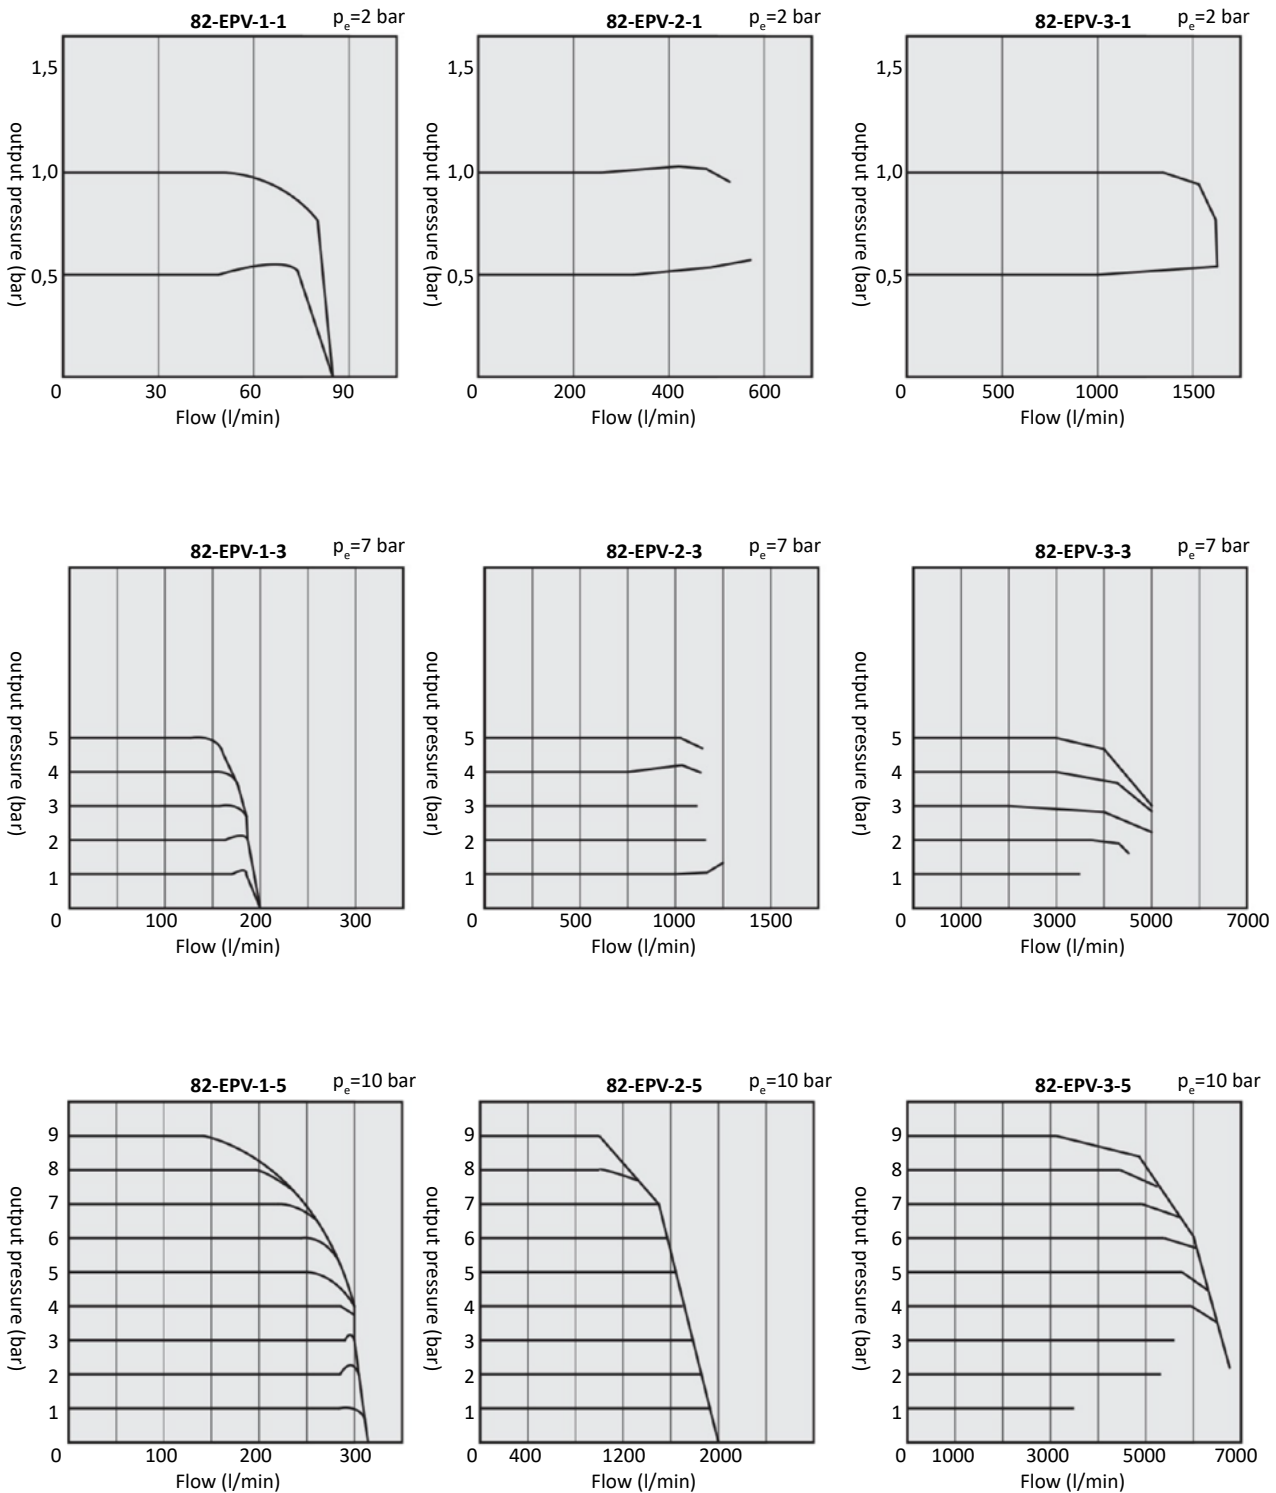 82-EPV-1-1
pe=2 bar
output pressure (bar)
1,5
1,0
0,5
0
30
60
90
Flow (l/min)
82-EPV-2-1
pe=2 bar
output pressure (bar)
1,5
1,0
0,5
0
200
400
600
Flow (l/min)
82-EPV-3-1
pe=2 bar
output pressure (bar)
1,5
1,0
0,5
0
500
1000
1500
Flow (l/min)
82-EPV-1-3
pe=7 bar
output pressure (bar)
5
4
3
2
1
0
100
200
300
Flow (l/min)
82-EPV-2-3
pe=7 bar
output pressure (bar)
5
4
3
2
1
0
500
1000
1500
Flow (l/min)
82-EPV-3-3
pe=7 bar
output pressure (bar)
5
4
3
2
1
0
1000
3000
5000
7000
Flow (l/min)
82-EPV-1-5
pe=10 bar
output pressure (bar)
9
8
7
6
5
4
3
2
1
0
100
200
300
Flow (l/min)
82-EPV-2-5
pe=10 bar
output pressure (bar)
9
8
7
6
5
4
3
2
1
0
400
1200
2000
Flow (l/min)
82-EPV-3-5
pe=10 bar
output pressure (bar)
9
8
7
6
5
4
3
2
1
0
1000
3000
5000
7000
Flow (l/min)